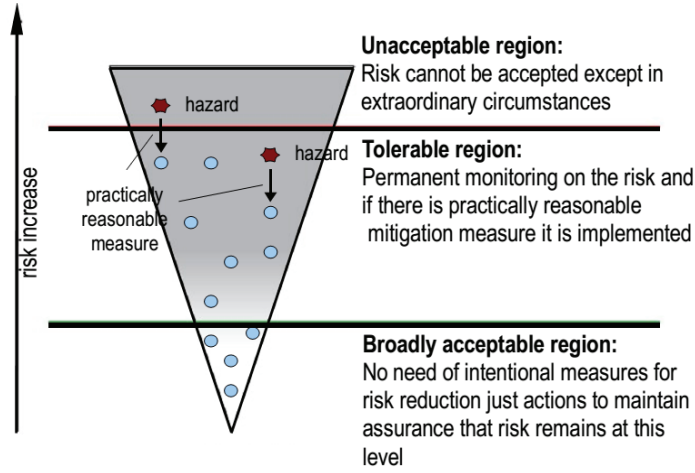 Unacceptable region:
Risk cannot be accepted except in
extraordinary circumstances
hazard
hazard
Tolerable region:
Permanent monitoring on the risk and
if there is practically reasonable
mitigation measure it is implemented
practically
reasonable
measure
risk increase
Broadly acceptable region:
No need of intentional measures for
risk reduction just actions to maintain
assurance that risk remains at this
level